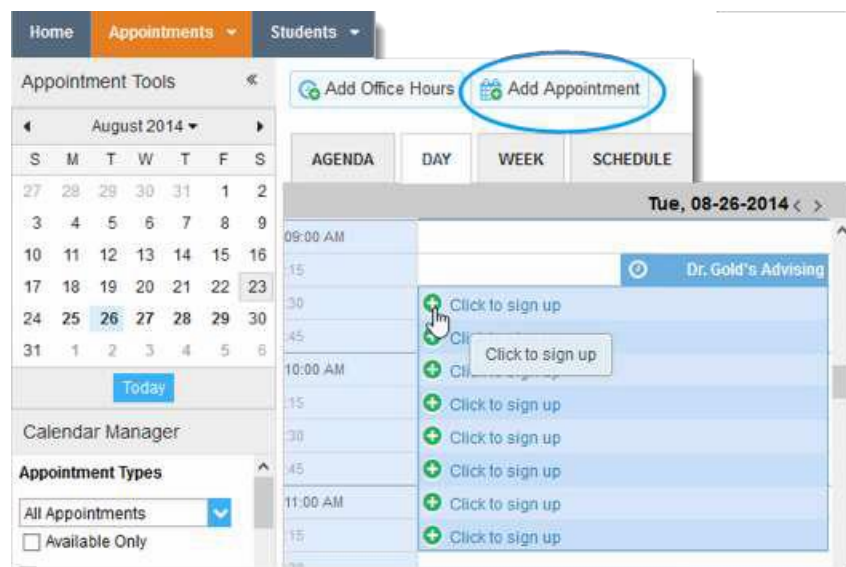 Home Appointments Students
Appointment Tools «
Add Office Hours Add Appointment
August 2014
S M T W T F S
27 28 29 30 31 1 2
3 4 5 6 7 8 9
10 11 12 13 14 15 16
17 18 19 20 21 22 23
24 25 26 27 28 29 30
31 1 2 3 4 5 6
Today
Calendar Manager
Appointment Types
All Appointments
Available Only
AGENDA DAY WEEK SCHEDULE
Tue, 08-26-2014 < >
09:00 AM
:15 Dr. Gold's Advising
:30 Click to sign up
:45
Click to sign up
10:00 AM
:15 Click to sign up
:30 Click to sign up
:45 Click to sign up
11:00 AM Click to sign up
:15 Click to sign up